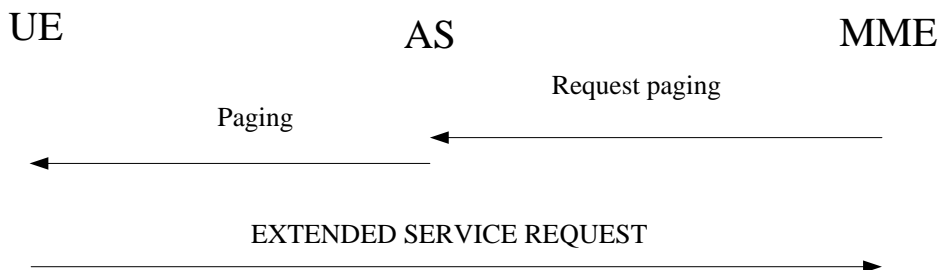 UE
AS
MME
Request paging
Paging
EXTENDED SERVICE REQUEST